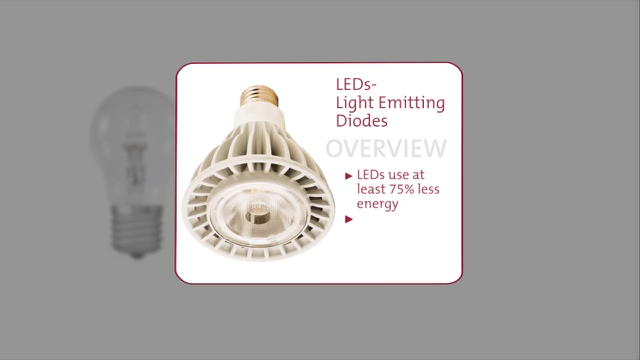 LEDs-
Light Emitting
Diodes
OVERVIEW
▶ LEDs use at
least 75% less
energy
▶